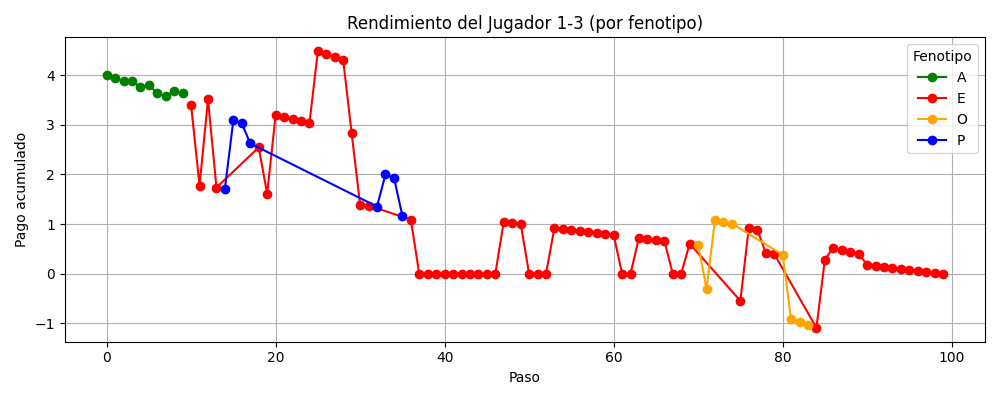 Rendimiento del Jugador 1-3 (por fenotipo)
Pago acumulado
4
3
2
1
0
−1
0
20
40
60
80
100
Paso
Fenotipo
A
E
O
P